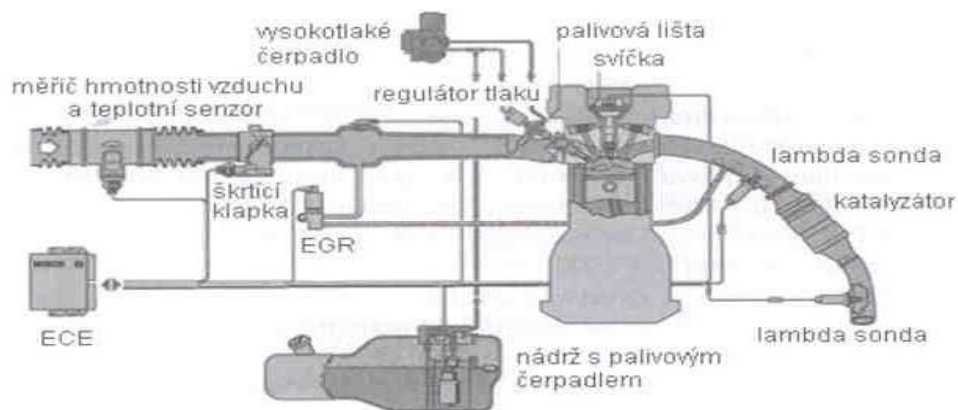 vysokotlaké
čerpadlo
palivová lišta
svíčka
měřič hmotnosti vzduchu
a teplotní senzor
regulátor tlaku
lambda sonda
škrtící
klapka
katalyzátor
EGR
ECE
lambda sonda
nádrž s palivovým
čerpadlem